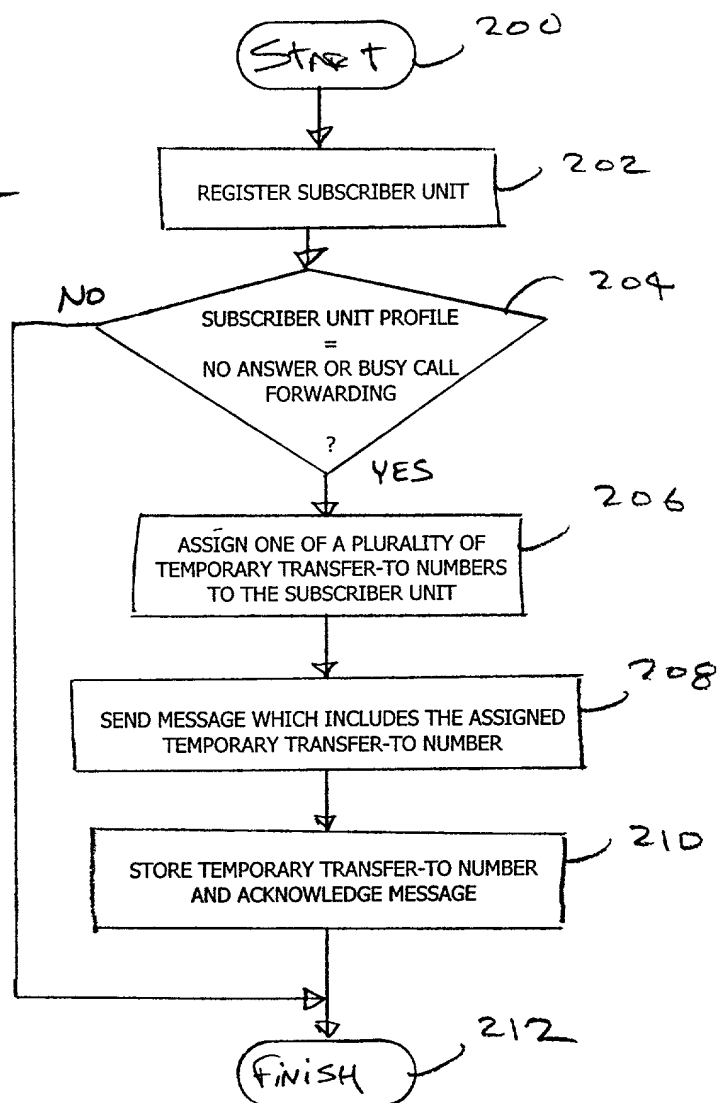 START
200
REGISTER SUBSCRIBER UNIT
202
NO
204
SUBSCRIBER UNIT PROFILE
=
NO ANSWER OR BUSY CALL
FORWARDING
?
YES
206
ASSIGN ONE OF A PLURALITY OF
TEMPORARY TRANSFER-TO NUMBERS
TO THE SUBSCRIBER UNIT
208
SEND MESSAGE WHICH INCLUDES THE ASSIGNED
TEMPORARY TRANSFER-TO NUMBER
210
STORE TEMPORARY TRANSFER-TO NUMBER
AND ACKNOWLEDGE MESSAGE
212
FINISH